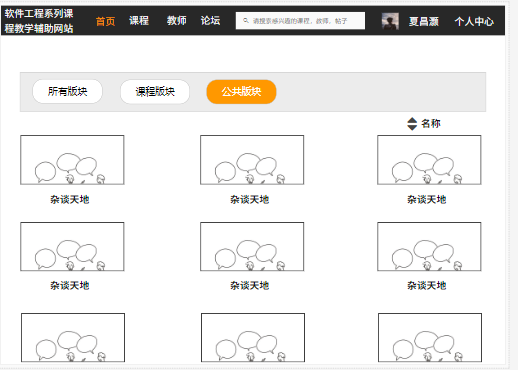 软件工程系列课
程教学辅助网站
首页 课程 教师 论坛
请搜索感兴趣的课程，教师，帖子
夏昌灏 个人中心
所有版块 课程版块 公共版块
名称
杂谈天地 杂谈天地 杂谈天地
杂谈天地 杂谈天地 杂谈天地